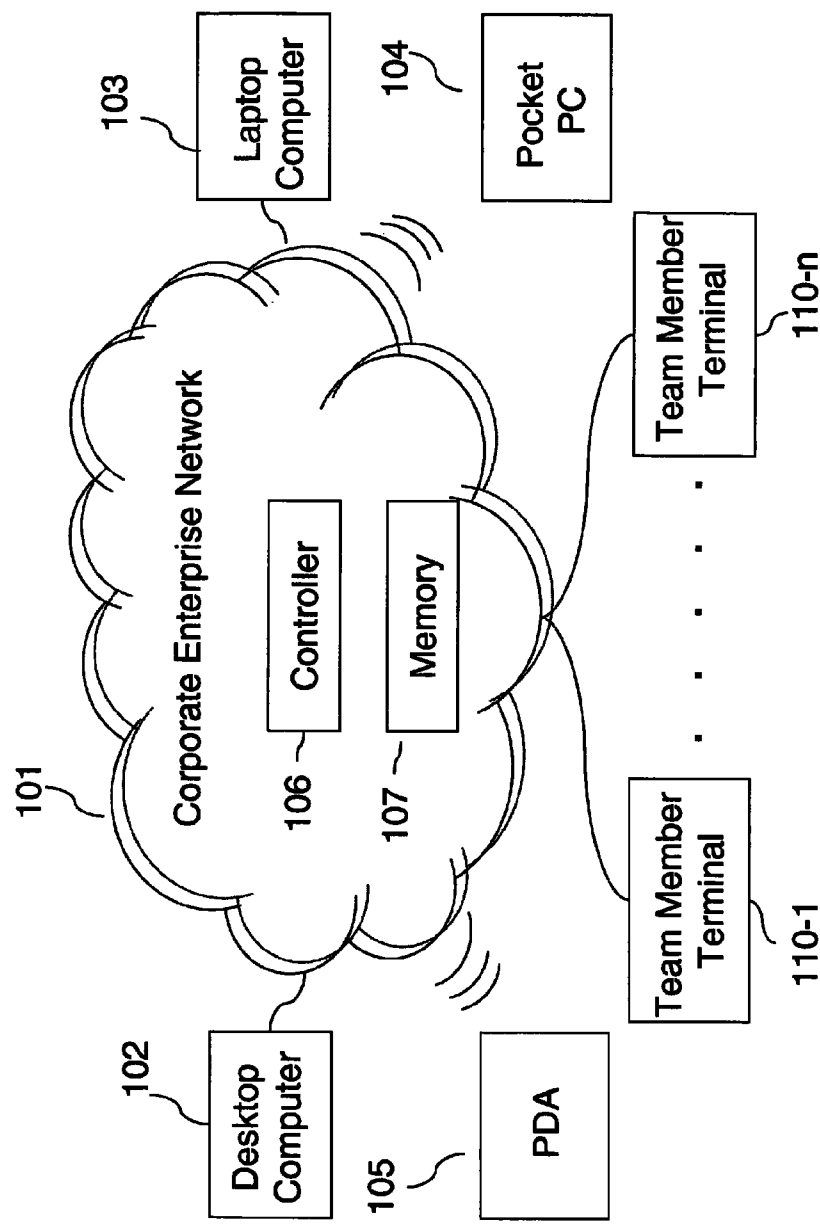 101
Corporate Enterprise Network
102
Desktop
Computer
103
Laptop
Computer
106
Controller
107
Memory
105
PDA
104
Pocket
PC
Team Member
Terminal
110-1
. . . . .
Team Member
Terminal
110-n